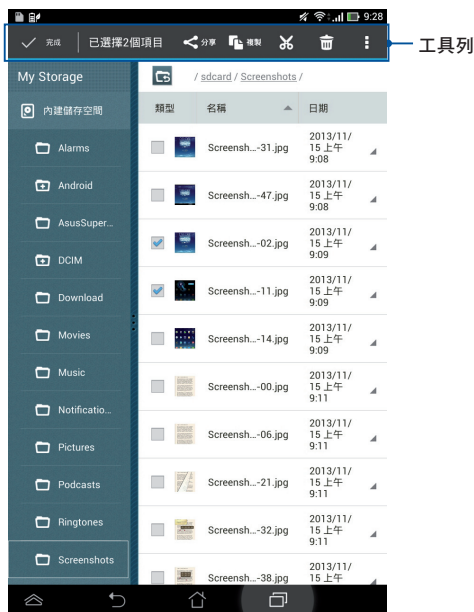 9:28
完成 已選擇2個項目 分享 複製
工具列
My Storage
/ sdcard / Screenshots /
內建儲存空間
類型 名稱 日期
Alarms
Android
AsusSuper...
DCIM
Download
Movies
Music
Notificatio...
Pictures
Podcasts
Ringtones
Screenshots
Screensh...-31.jpg
2013/11/
15 上午
9:08
Screensh...-47.jpg
2013/11/
15 上午
9:08
Screensh...-02.jpg
2013/11/
15 上午
9:09
Screensh...-11.jpg
2013/11/
15 上午
9:09
Screensh...-14.jpg
2013/11/
15 上午
9:09
Screensh...-00.jpg
2013/11/
15 上午
9:11
Screensh...-06.jpg
2013/11/
15 上午
9:11
Screensh...-21.jpg
2013/11/
15 上午
9:11
Screensh...-32.jpg
2013/11/
15 上午
9:11
Screensh...-38.jpg
2013/11/
15 上午